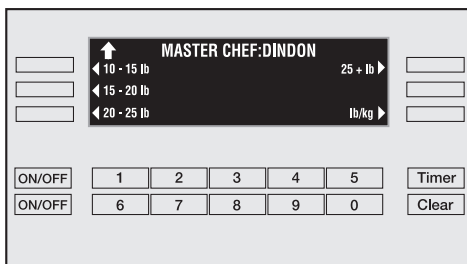 MASTER CHEF:DINDON
10 - 15 lb 25 + lb
15 - 20 lb
20 - 25 lb lb/kg
ON/OFF 1 2 3 4 5 Timer
ON/OFF 6 7 8 9 0 Clear